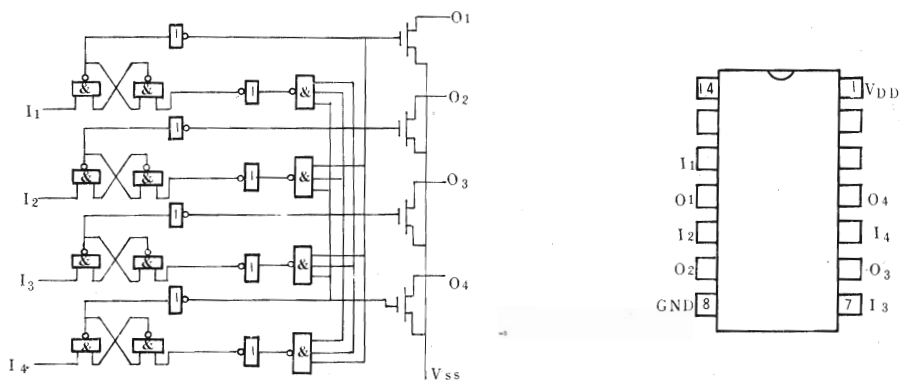 O1
1
& &
I1
1 &
O2
1
& &
I2
1 &
O3
1
& &
I3
1 &
O4
1
& &
I4
1 &
Vss
14 1 VDD
I1
O1 O4
I2 I4
O2 O3
GND 8 7 I3